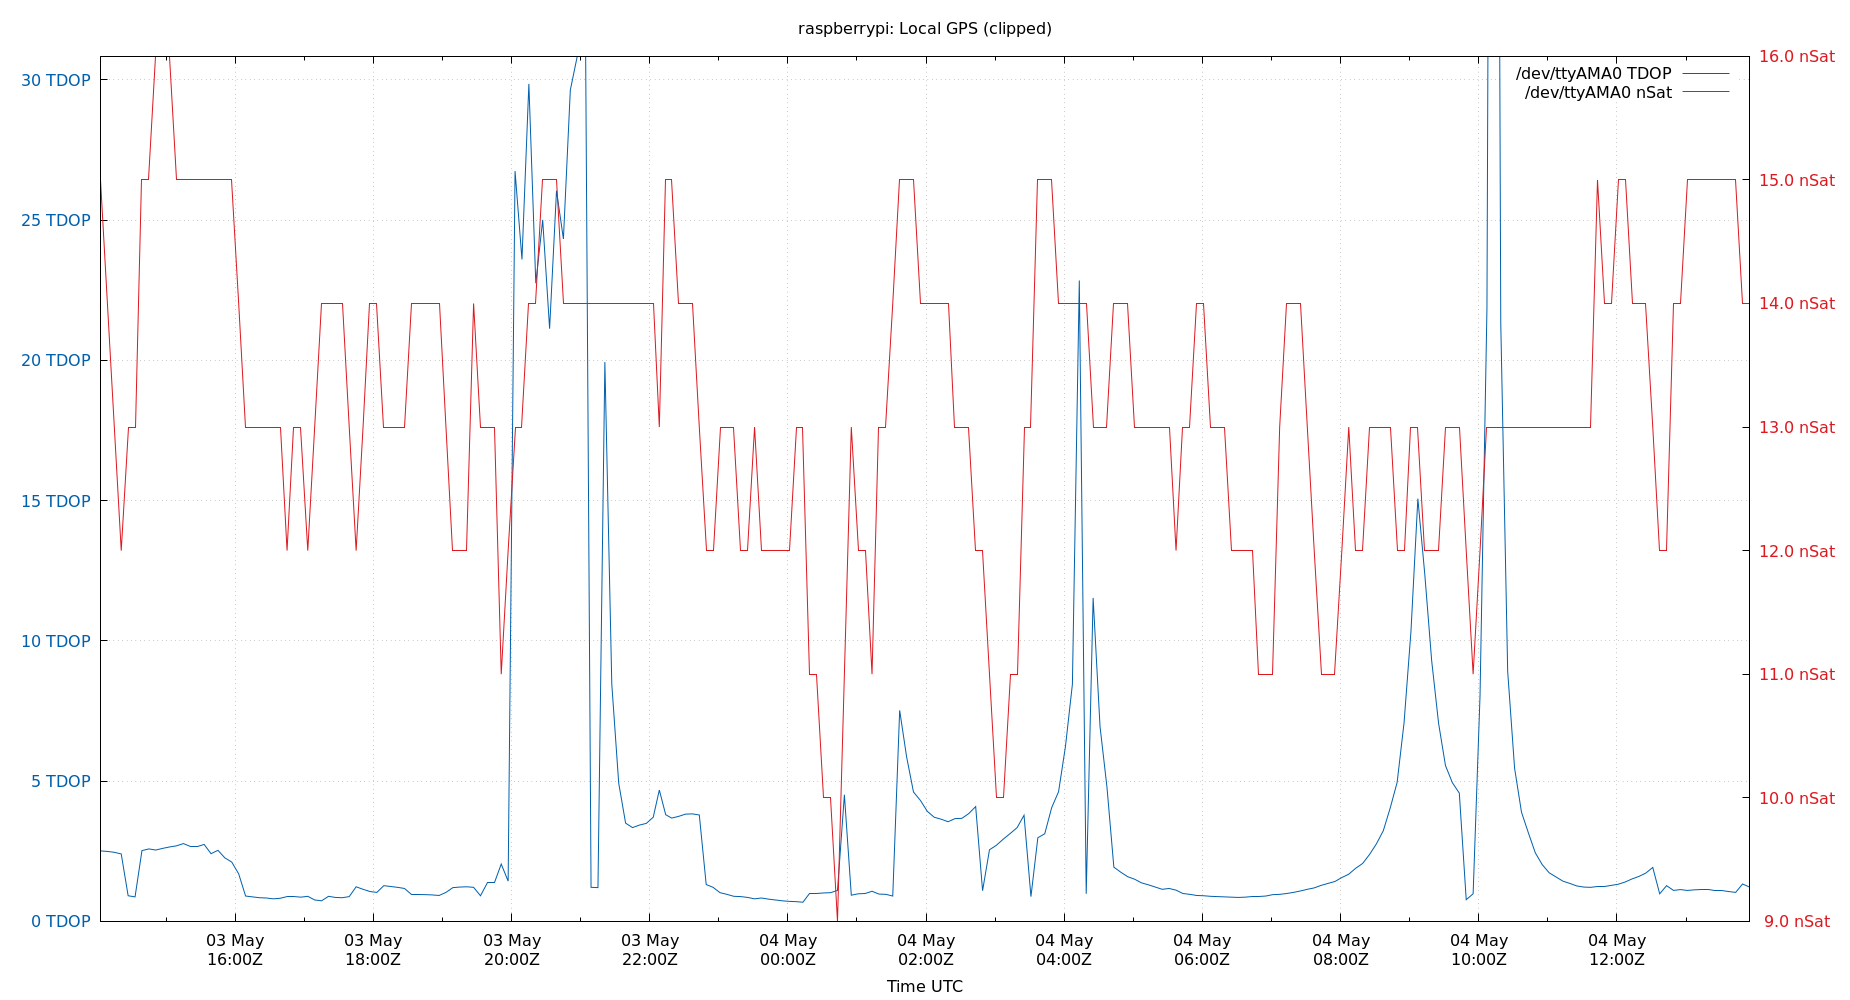 raspberrypi: Local GPS (clipped)
/dev/ttyAMA0 TDOP
/dev/ttyAMA0 nSat
30 TDOP
25 TDOP
20 TDOP
15 TDOP
10 TDOP
5 TDOP
0 TDOP
16.0 nSat
15.0 nSat
14.0 nSat
13.0 nSat
12.0 nSat
11.0 nSat
10.0 nSat
9.0 nSat
03 May
16:00Z
03 May
18:00Z
03 May
20:00Z
03 May
22:00Z
04 May
00:00Z
04 May
02:00Z
04 May
04:00Z
04 May
06:00Z
04 May
08:00Z
04 May
10:00Z
04 May
12:00Z
Time UTC